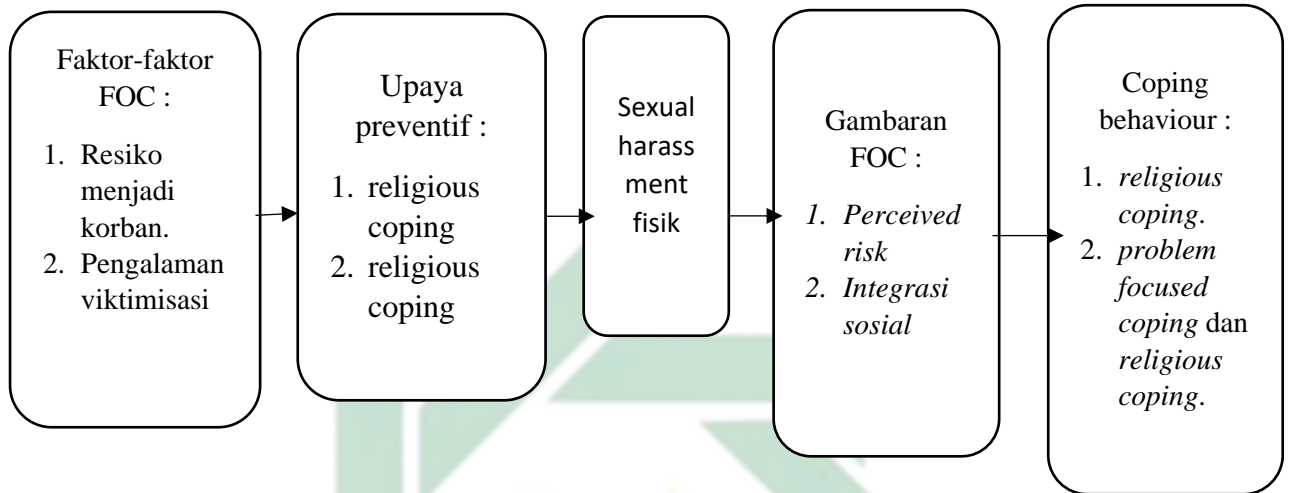 Faktor-faktor
FOC :
1. Resiko
menjadi
korban.
2. Pengalaman
viktimisasi
Upaya
preventif :
1. religious
coping
2. religious
coping
Sexual
harass
ment
fisik
Gambaran
FOC :
1. Perceived
risk
2. Integrasi
sosial
Coping
behaviour :
1. religious
coping.
2. problem
focused
coping dan
religious
coping.